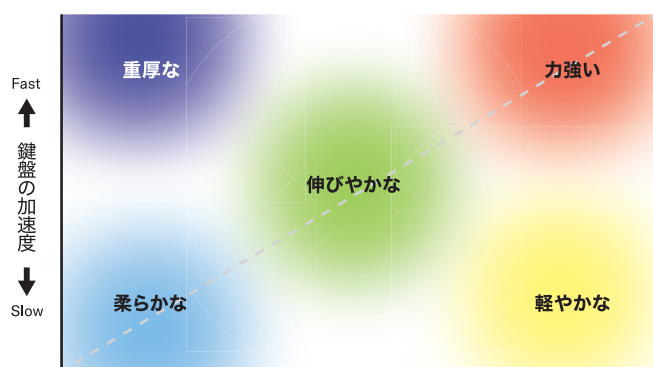 重厚な
力強い
Fast
鍵盤の加速度
伸びやかな
柔らかな
軽やかな
Slow